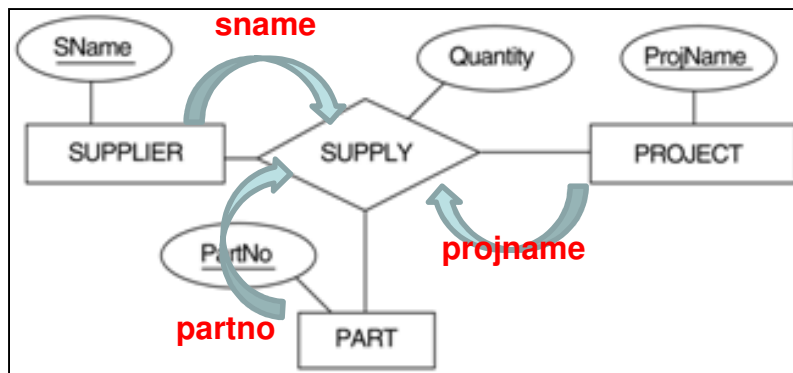 sname
SName
Quantity
ProjName
SUPPLIER
SUPPLY
PROJECT
PartNo
projname
partno
PART